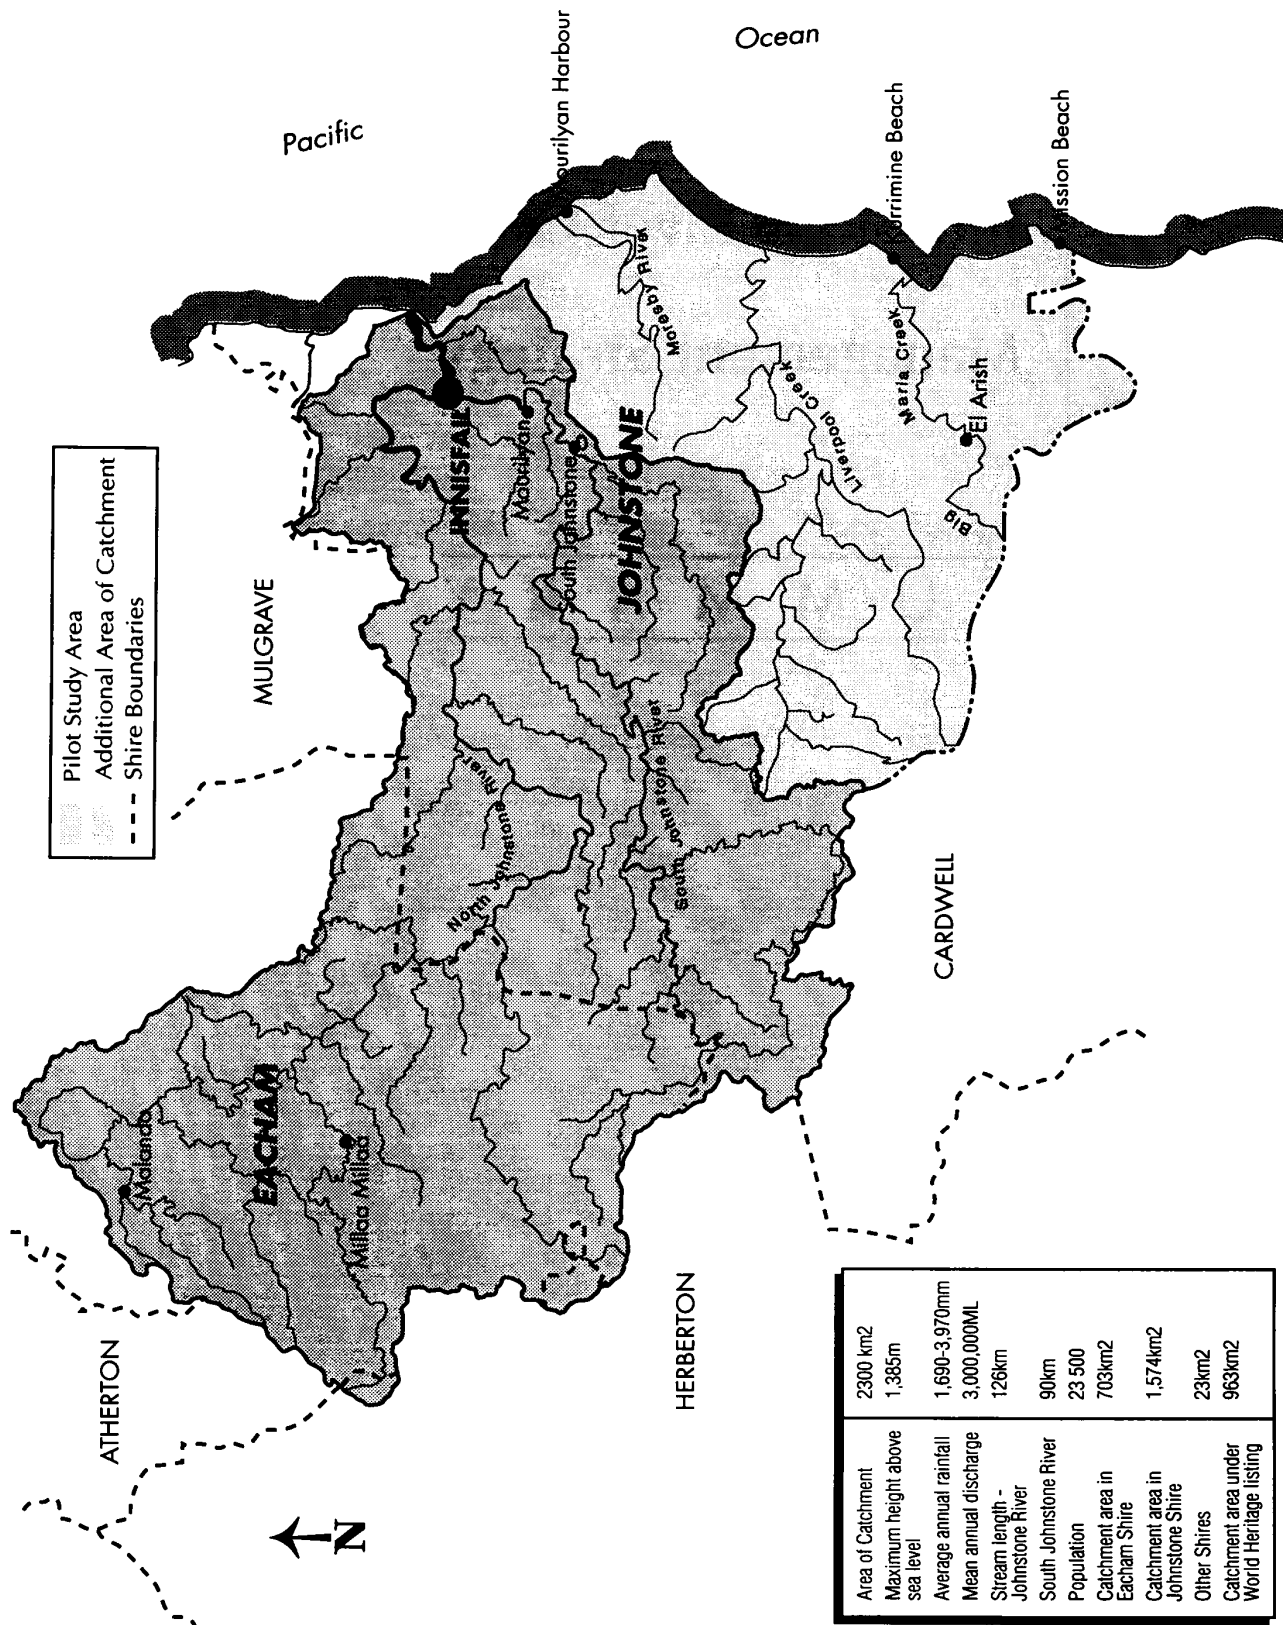 Pacific
Ocean
Pilot Study Area
Additional Area of Catchment
Shire Boundaries
MULGRAVE
ATHERTON
HERBERTON
CARDWELL
EACHAM
Malanda
Millaa Millaa
INNISFAIL
Mourilyan
South Johnstone
JOHNSTONE
North Johnstone River
South Johnstone River
ourilyan Harbour
Moresby River
Liverpool Creek
Maria Creek
urrimine Beach
El Arish
Big
ission Beach
N
Area of Catchment 2300 km2
Maximum height above 1,385m
sea level
Average annual rainfall 1,690-3,970mm
Mean annual discharge 3,000,000ML
Stream length - 126km
Johnstone River
South Johnstone River 90km
Population 23 500
Catchment area in 703km2
Eacham Shire
Catchment area in 1,574km2
Johnstone Shire
Other Shires 23km2
Catchment area under 963km2
World Heritage listing